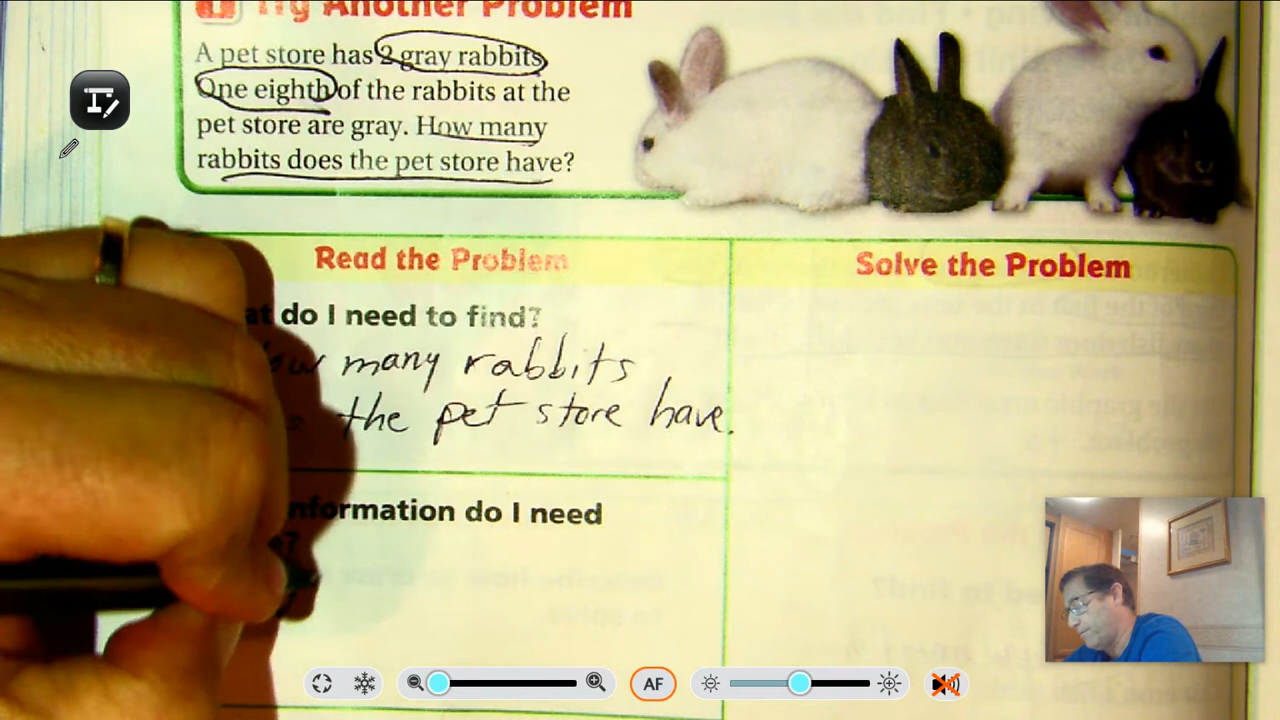 Try Another Problem
A pet store has 2 gray rabbits.
One eighth of the rabbits at the
pet store are gray. How many
rabbits does the pet store have?
Read the Problem
Solve the Problem
do I need to find?
many rabbits
the pet store have.
information do I need
AF